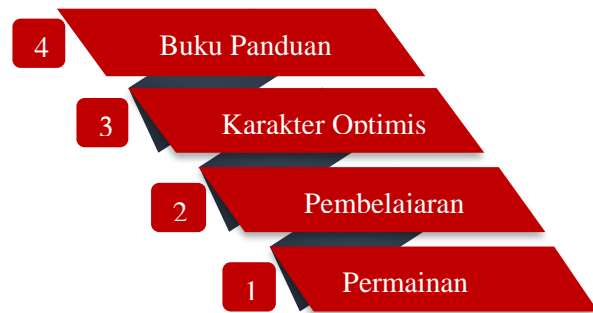 4 Buku Panduan
3 Karakter Optimis
2 Pembelajaran
1 Permainan